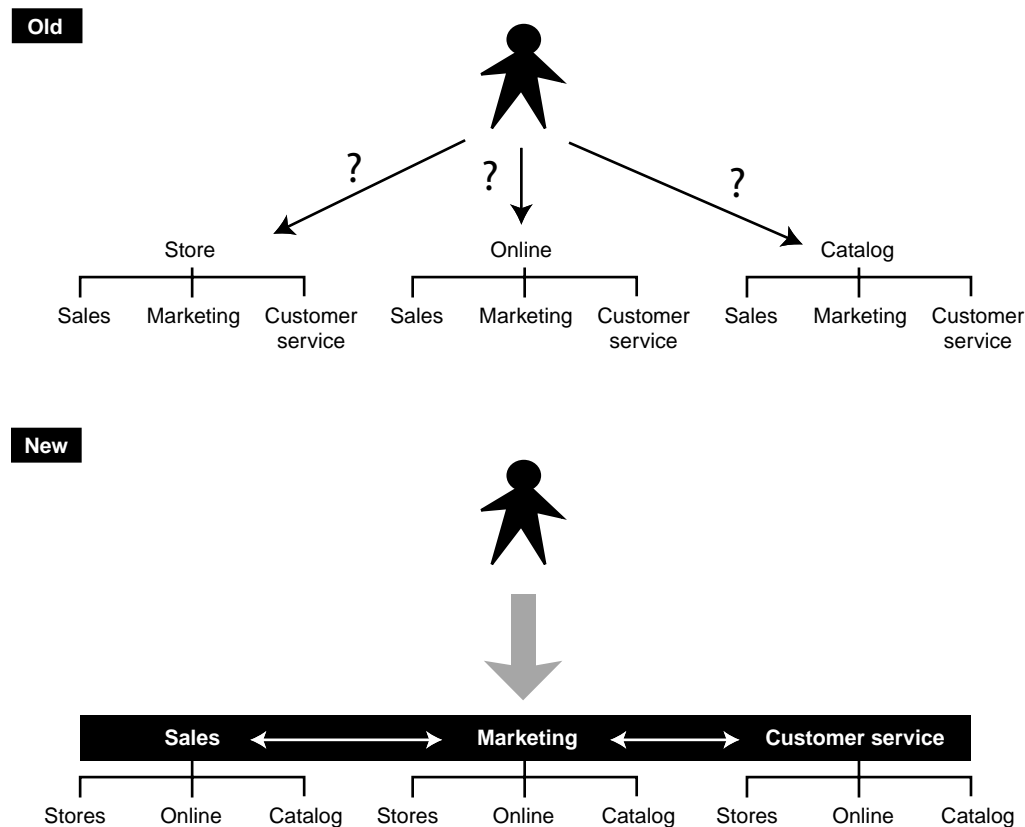 Old
? ? ?
Store Online Catalog
Sales Marketing Customer service Sales Marketing Customer service Sales Marketing Customer service
New
Sales Marketing Customer service
Stores Online Catalog Stores Online Catalog Stores Online Catalog